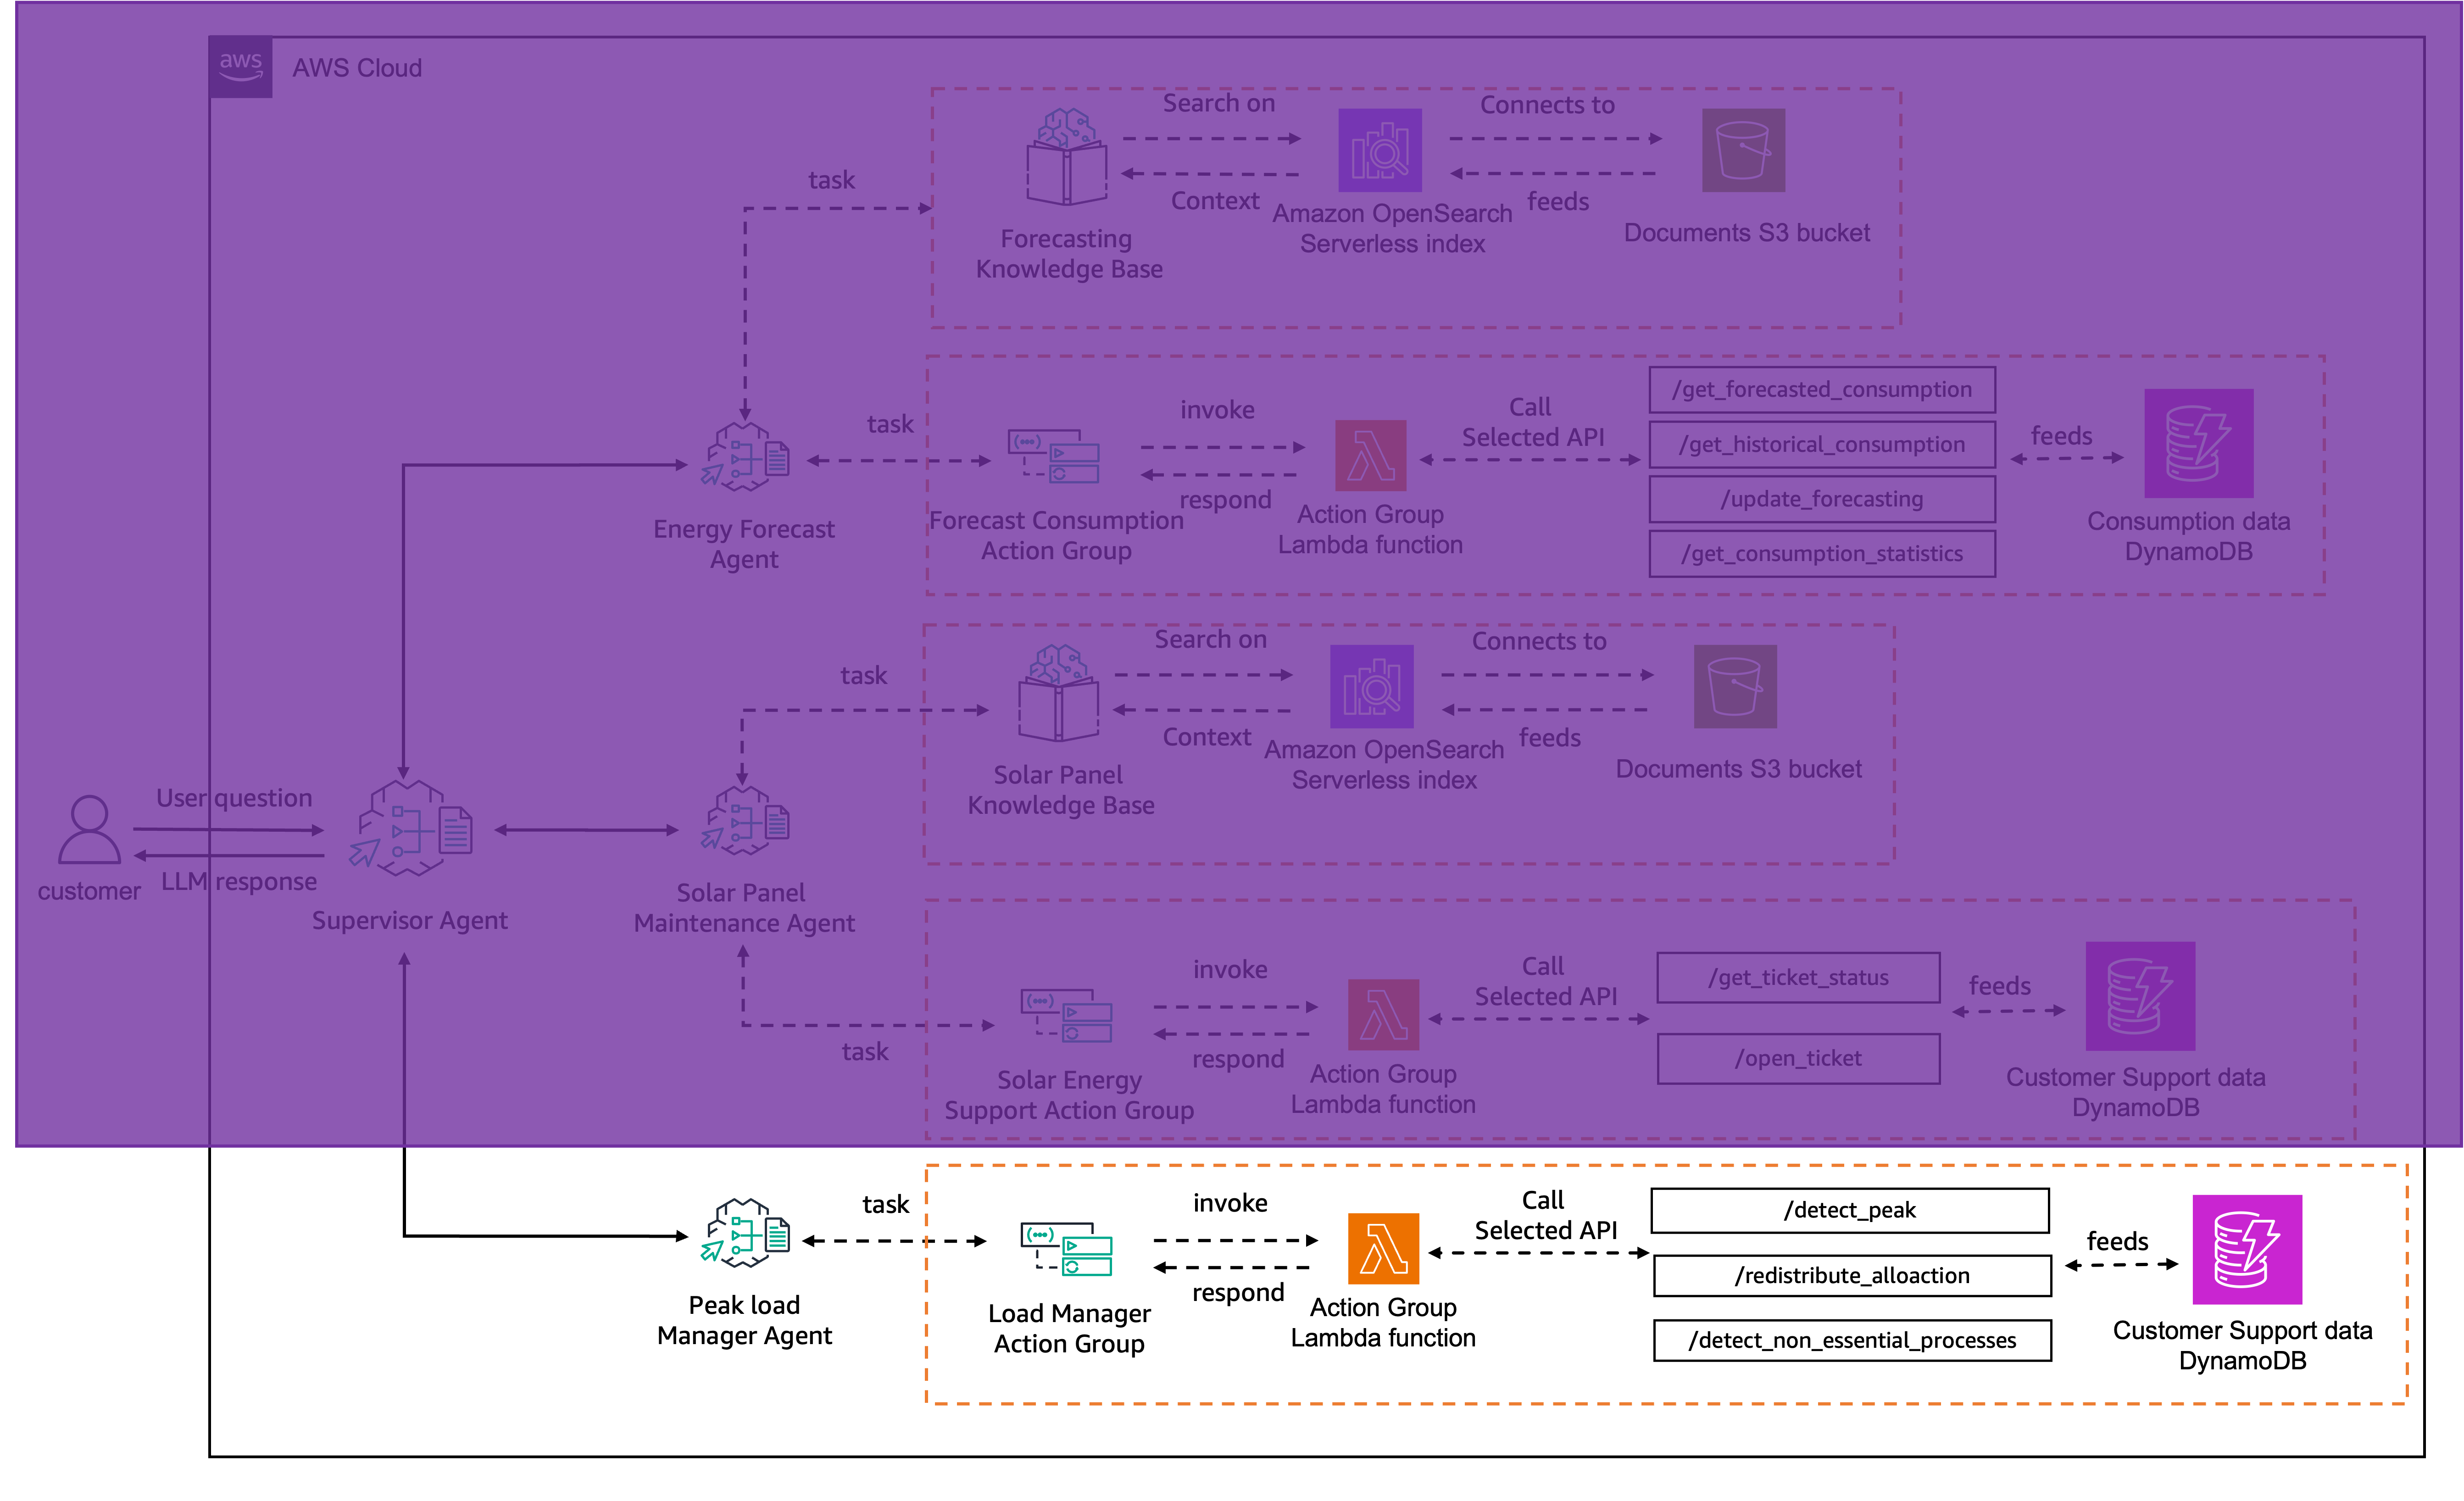 aws
AWS Cloud
Search on
Connects to
task
Context
feeds
Amazon OpenSearch
Serverless index
Documents S3 bucket
Forecasting
Knowledge Base
task
invoke
respond
Call
Selected API
/get_forecasted_consumption
/get_historical_consumption
/update_forecasting
/get_consumption_statistics
feeds
Energy Forecast
Agent
Forecast Consumption
Action Group
Action Group
Lambda function
Consumption data
DynamoDB
Search on
Connects to
task
Context
feeds
Amazon OpenSearch
Serverless index
Documents S3 bucket
Solar Panel
Knowledge Base
User question
LLM response
customer
Supervisor Agent
Solar Panel
Maintenance Agent
task
invoke
respond
Call
Selected API
/get_ticket_status
/open_ticket
feeds
Solar Energy
Support Action Group
Action Group
Lambda function
Customer Support data
DynamoDB
task
invoke
respond
Call
Selected API
/detect_peak
/redistribute_alloaction
/detect_non_essential_processes
feeds
Peak load
Manager Agent
Load Manager
Action Group
Action Group
Lambda function
Customer Support data
DynamoDB